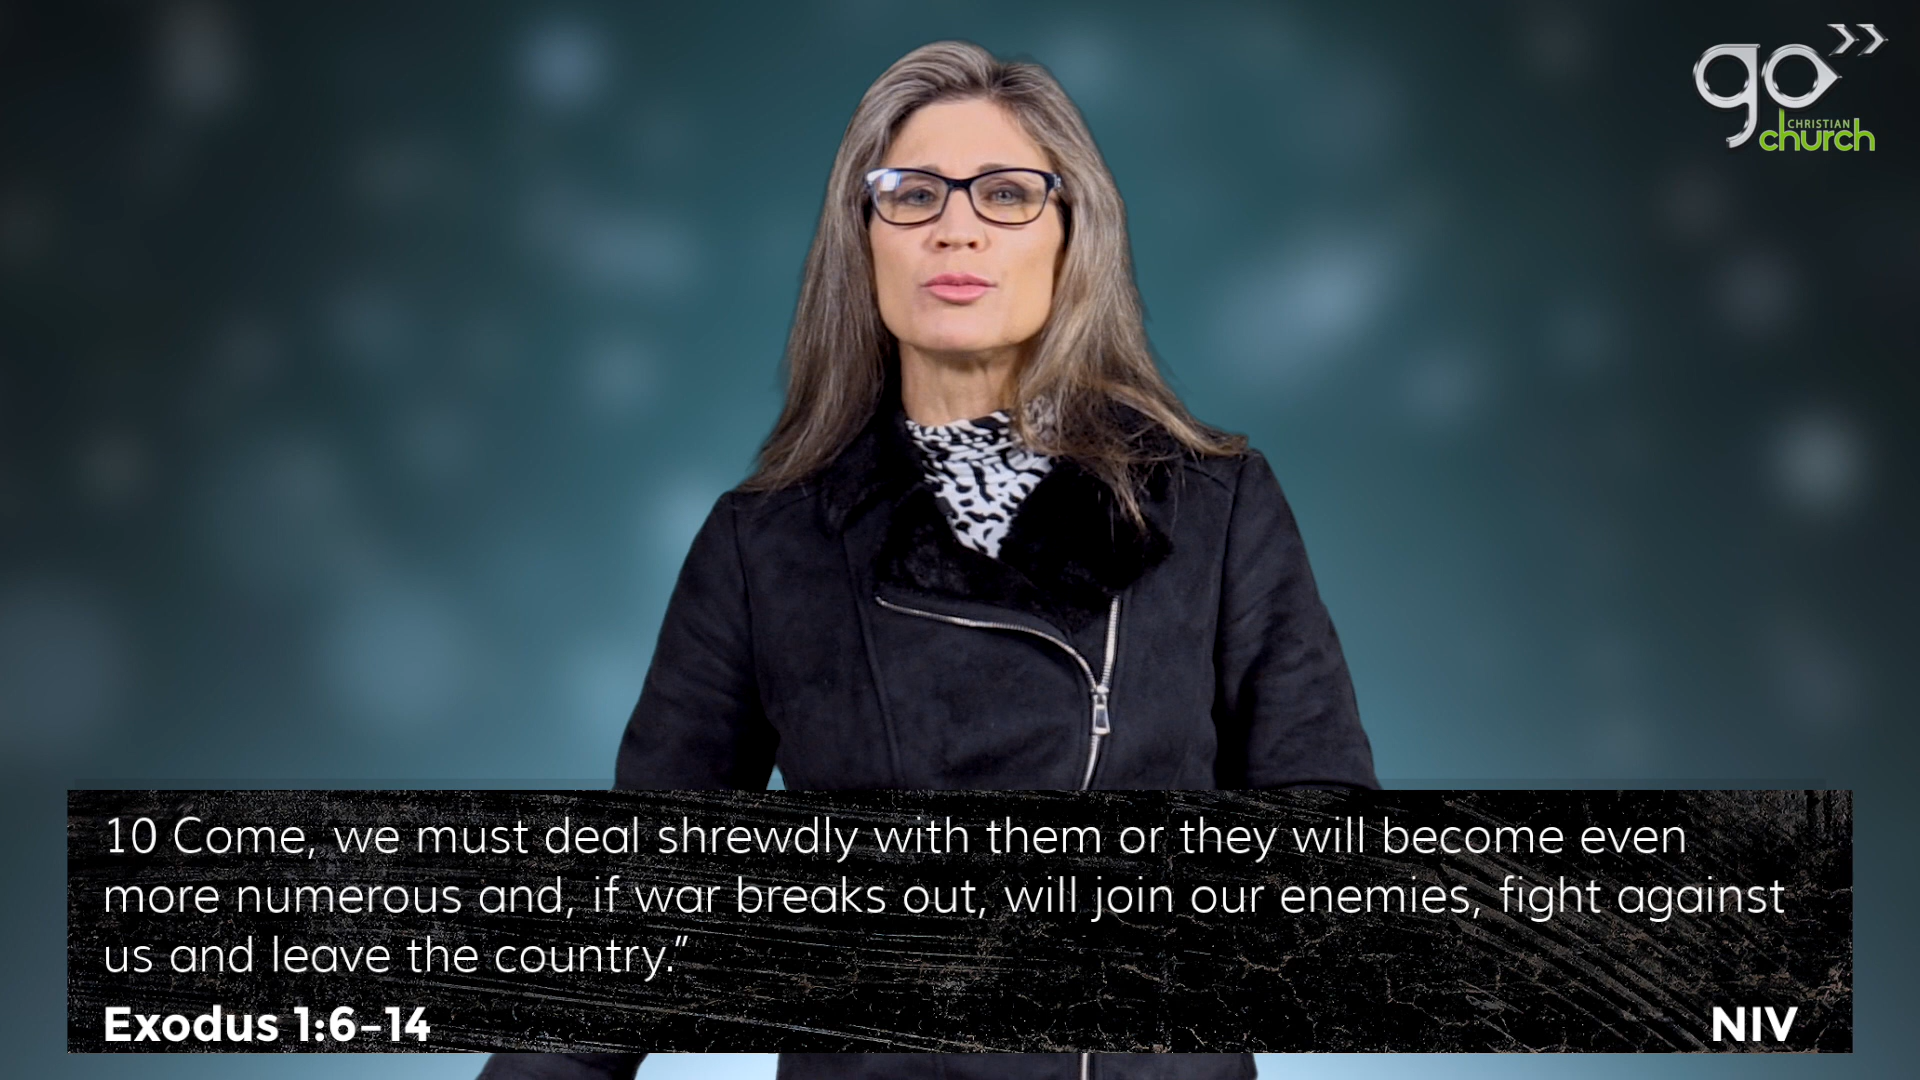 go
CHRISTIAN
church
10 Come, we must deal shrewdly with them or they will become even
more numerous and, if war breaks out, will join our enemies, fight against
us and leave the country.”
Exodus 1:6–14
NIV